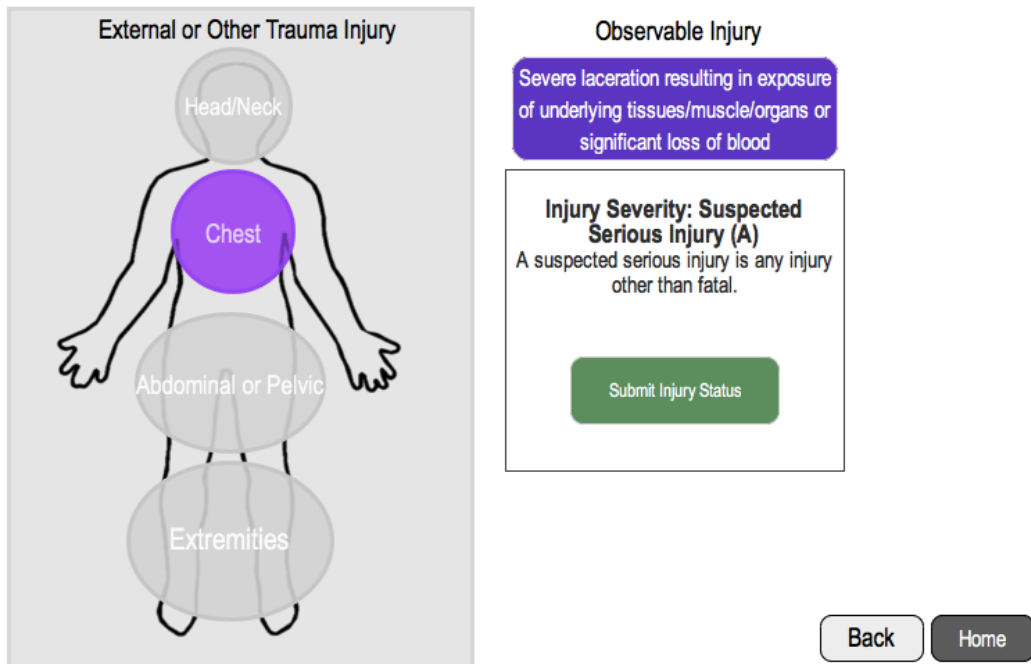 External or Other Trauma Injury
Head/Neck
Chest
Abdominal or Pelvic
Extremities
Observable Injury
Severe laceration resulting in exposure
of underlying tissues/muscle/organs or
significant loss of blood
Injury Severity: Suspected
Serious Injury (A)
A suspected serious injury is any injury
other than fatal.
Submit Injury Status
Back
Home